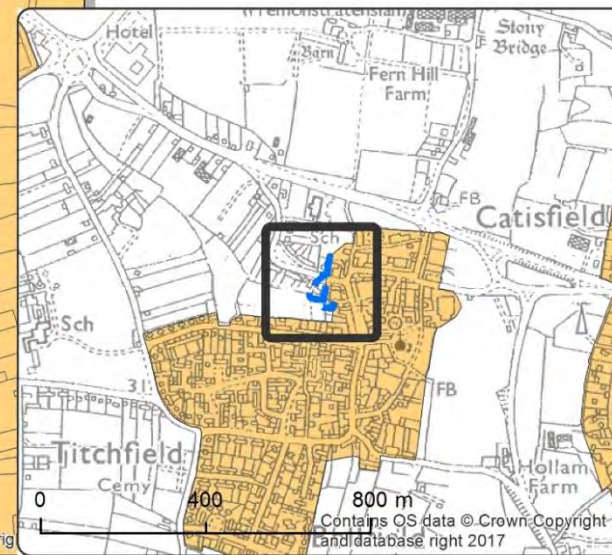 (Premonstratensian)
Hotel
Barn
Stony
Bridge
Fern Hill
Farm
FB
Catisfield
Sch
Sch
31
FB
Titchfield
Cemy
Hollam
Farm
0 400 800 m
Contains OS data © Crown Copyright
and database right 2017